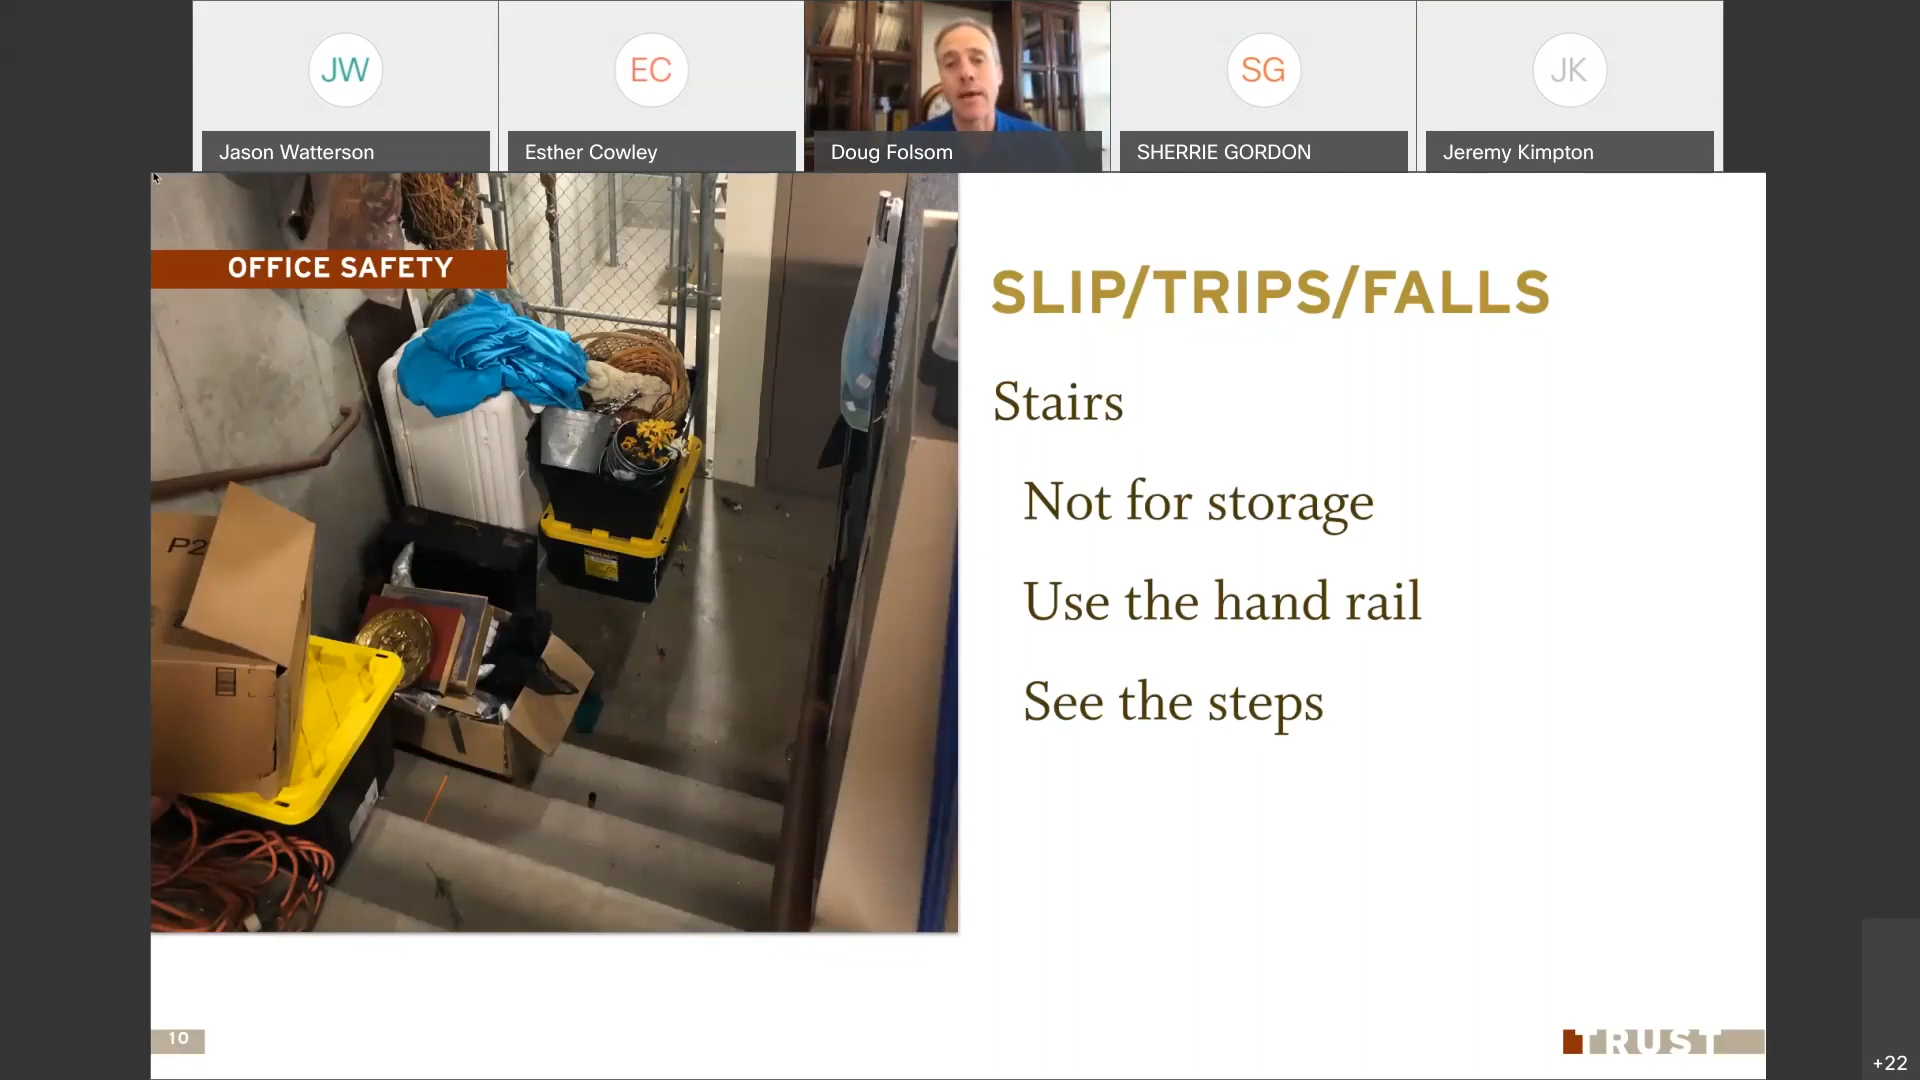 JW
EC
SG
JK
Jason Watterson
Esther Cowley
Doug Folsom
SHERRIE GORDON
Jeremy Kimpton
OFFICE SAFETY
SLIP/TRIPS/FALLS
Stairs
Not for storage
Use the hand rail
See the steps
P2
10
TRUST
+22